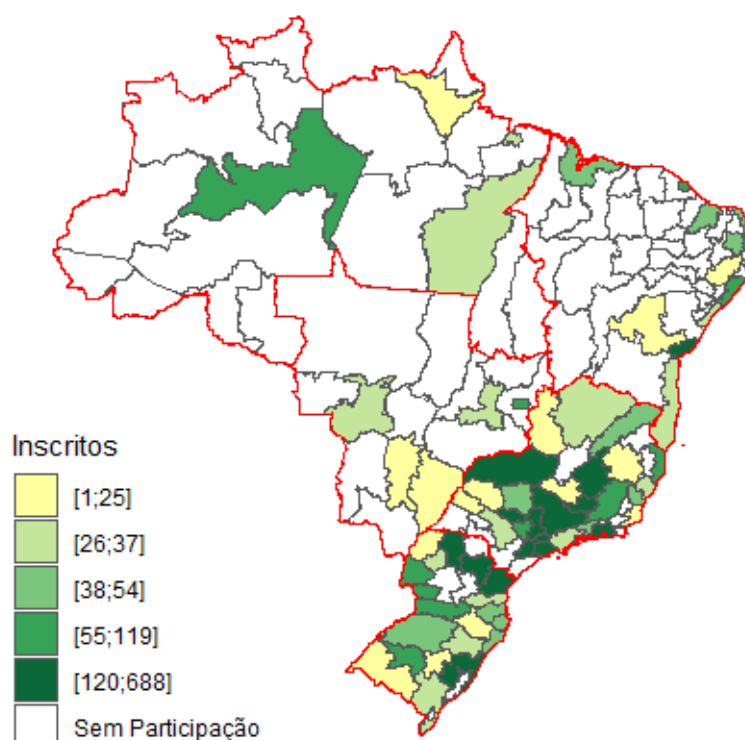 Inscritos
[1;25]
[26;37]
[38;54]
[55;119]
[120;688]
Sem Participação